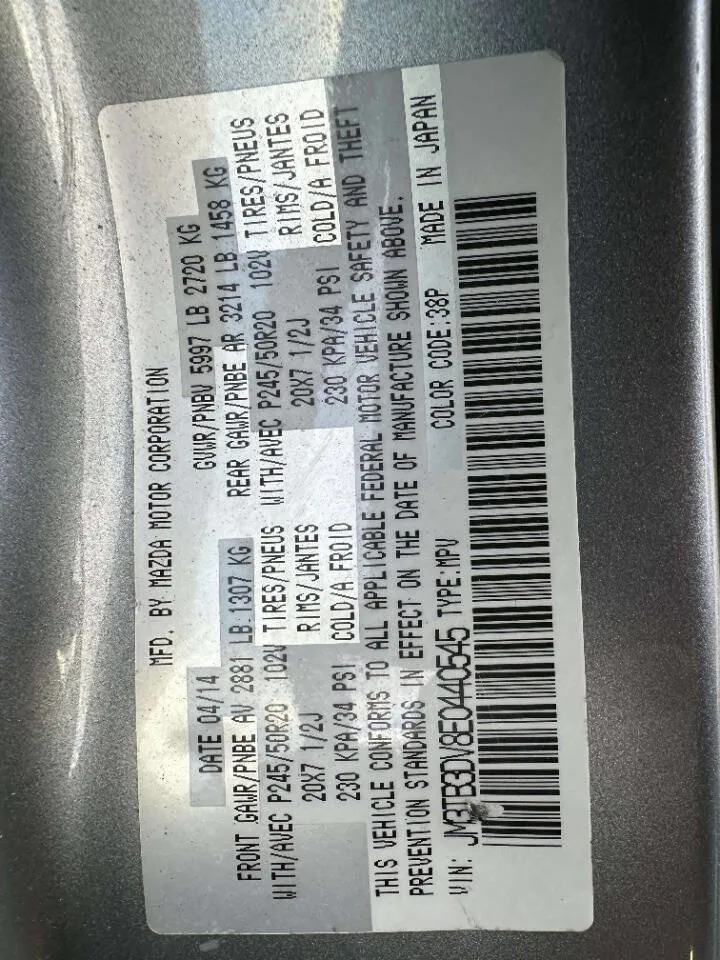 MFD. BY MAZDA MOTOR CORPORATION
DATE 04/14 GVWR/PNBV 5997 LB 2720 KG
FRONT GAWR/PNBE AV 2881 LB 1307 KG REAR GAWR/PNBE AR 3214 LB 1458 KG
WITH/AVEC P245/50R20 102V TIRES/PNEUS WITH/AVEC P245/50R20 102V TIRES/PNEUS
20X7 1/2J RIMS/JANTES 20X7 1/2J RIMS/JANTES
230 KPA/34 PSI COLD/A FROID 230 KPA/34 PSI COLD/A FROID
THIS VEHICLE CONFORMS TO ALL APPLICABLE FEDERAL MOTOR VEHICLE SAFETY AND THEFT
PREVENTION STANDARDS IN EFFECT ON THE DATE OF MANUFACTURE SHOWN ABOVE.
VIN: JM3TB3DV8E0440545 TYPE:MPV COLOR CODE:38P MADE IN JAPAN